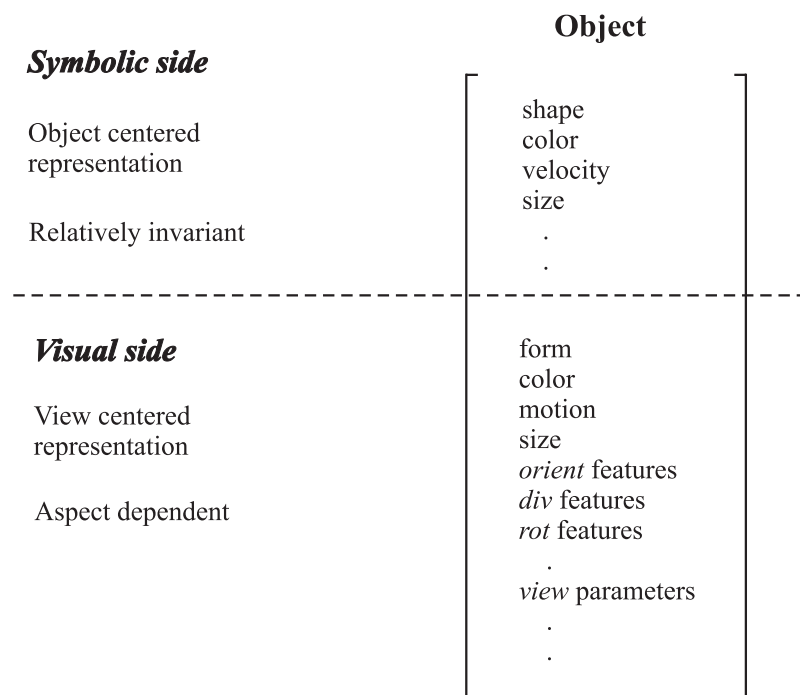 Object
Symbolic side
Object centered
representation
Relatively invariant
shape
color
velocity
size
.
.
Visual side
View centered
representation
Aspect dependent
form
color
motion
size
orient features
div features
rot features
.
view parameters
.
.